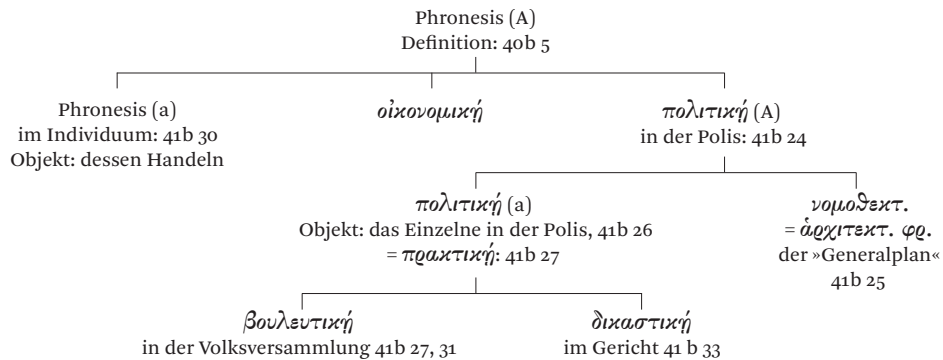 Phronesis (A)
Definition: 40b 5
Phronesis (a)
im Individuum: 41b 30
Objekt: dessen Handeln
οἰκονομική
πολιτική (A)
in der Polis: 41b 24
πολιτική (a)
Objekt: das Einzelne in der Polis, 41b 26
= πρακτική: 41b 27
νομοθεκτ.
= ἀρχιτεκτ. φρ.
der »Generalplan«
41b 25
βουλευτική
in der Volksversammlung 41b 27, 31
δικαστική
im Gericht 41 b 33